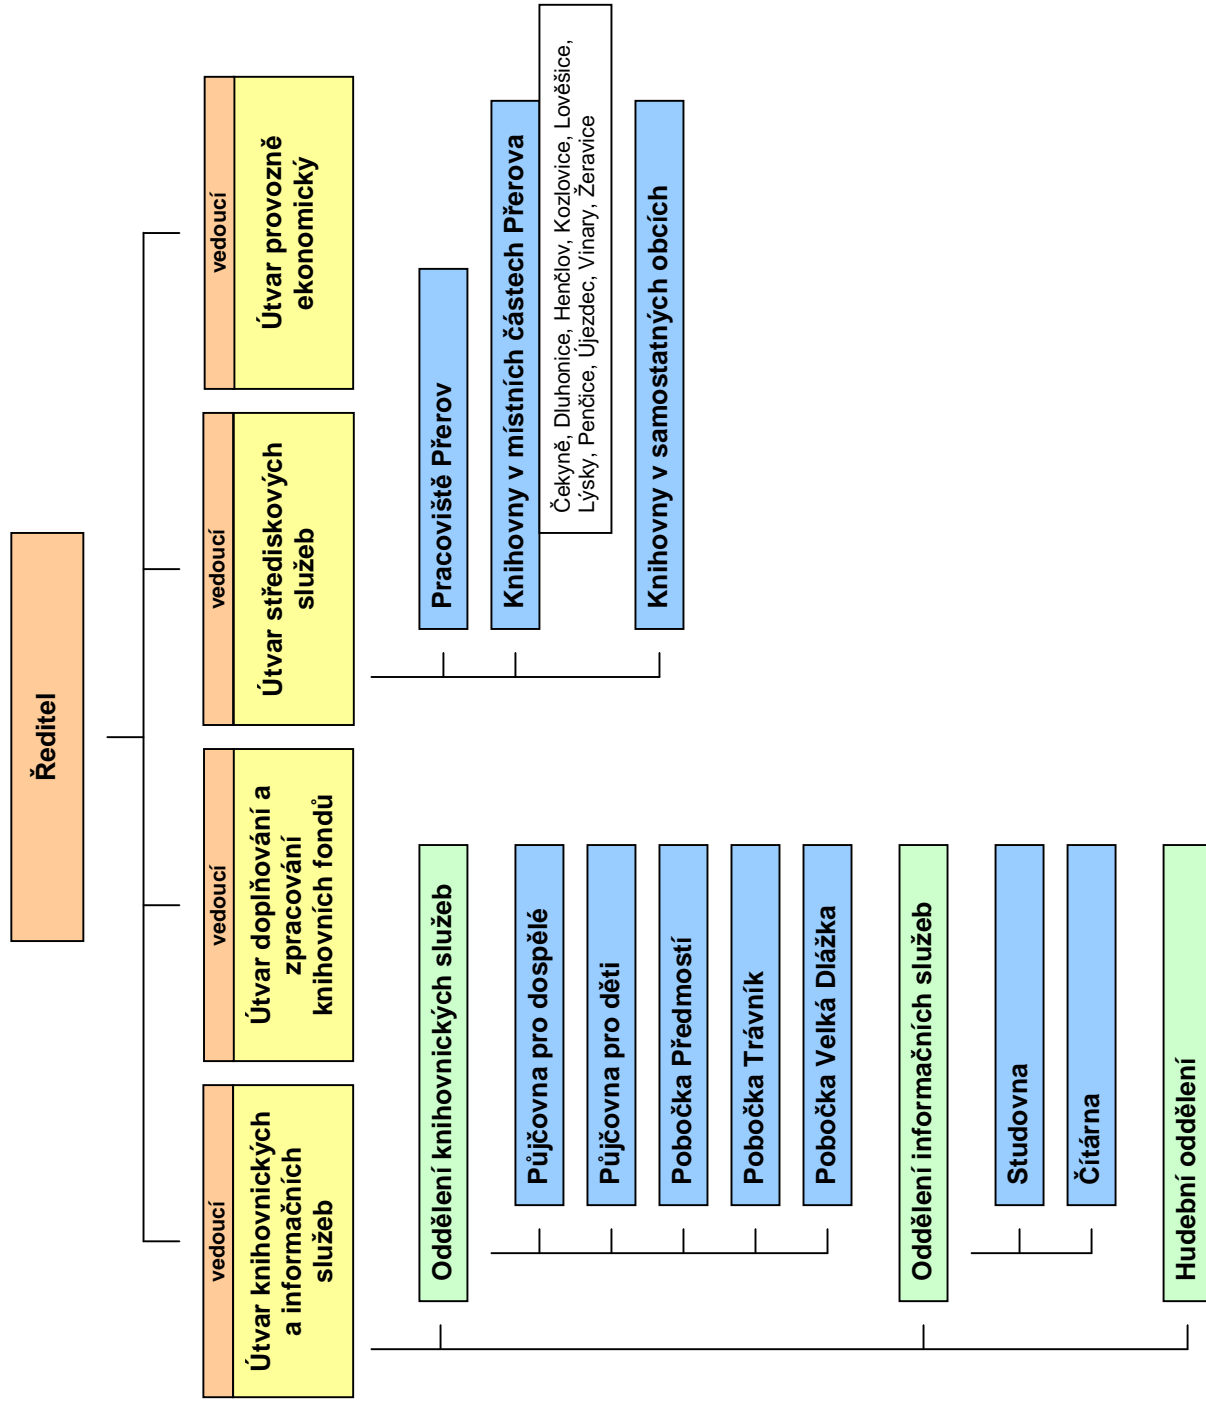 Ředitel
vedoucí
Útvar knihovnických
a informačních
služeb
vedoucí
Útvar doplňování a
zpracování
knihovních fondů
vedoucí
Útvar střediskových
služeb
vedoucí
Útvar provozně
ekonomický
Oddělení knihovnických služeb
Půjčovna pro dospělé
Půjčovna pro děti
Pobočka Předmostí
Pobočka Trávník
Pobočka Velká Dlážka
Oddělení informačních služeb
Studovna
Čítárna
Hudební oddělení
Pracoviště Přerov
Knihovny v místních částech Přerova
Čekyně, Dluhonice, Henčlov, Kozlovice, Lověšice,
Lýsky, Penčice, Újezdec, Vinary, Žeravice
Knihovny v samostatných obcích